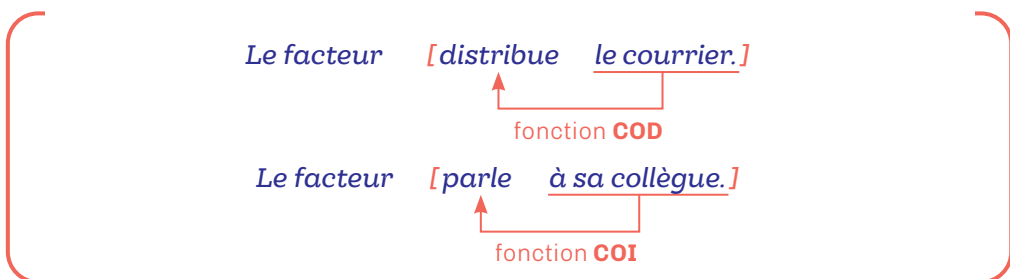 Le facteur [distribue le courrier.]
fonction COD
Le facteur [parle à sa collègue.]
fonction COI